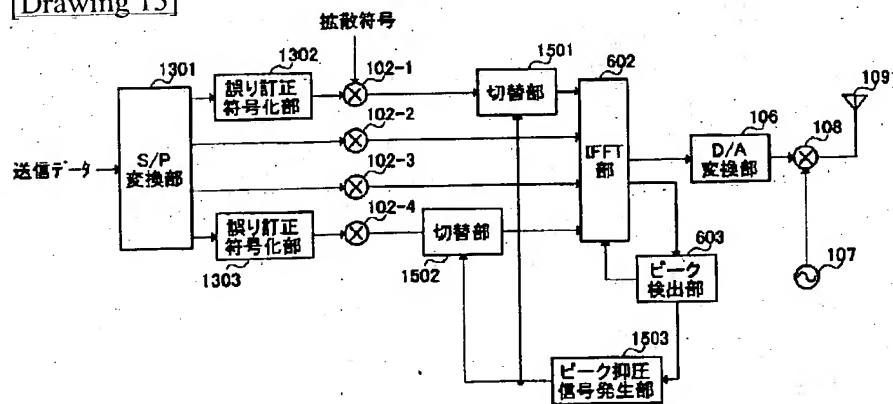 [Drawing 15]
拡散符号
1301
1302
誤り訂正
符号化部
102-1
1501
切替部
602
109
送信データ
S/P
変換部
102-2
102-3
IFFT
部
106
D/A
変換部
108
誤り訂正
符号化部
1303
102-4
切替部
1502
603
ピーク
検出部
107
1503
ピーク抑圧
信号発生部